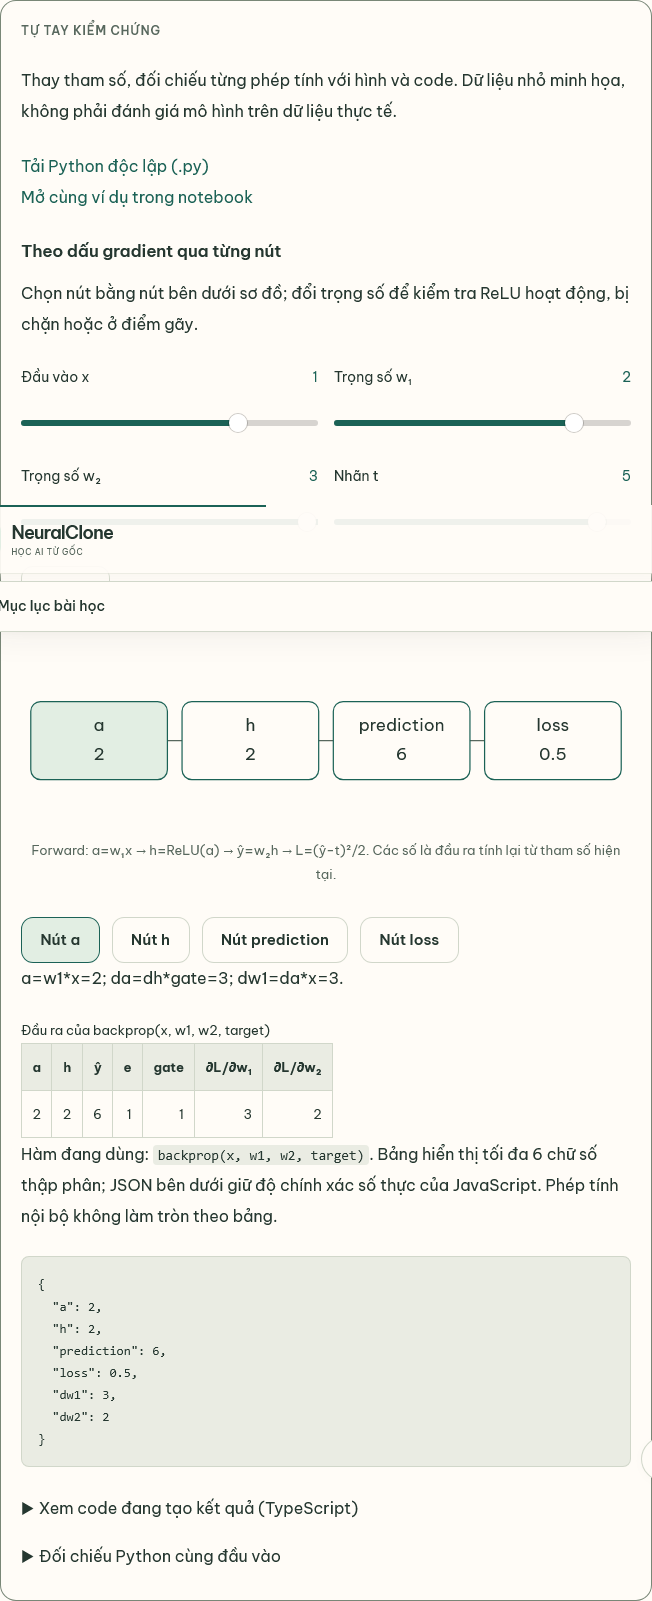 TỰ TAY KIỂM CHỨNG
Thay tham số, đối chiếu từng phép tính với hình và code. Dữ liệu nhỏ minh họa,
không phải đánh giá mô hình trên dữ liệu thực tế.
Tải Python độc lập (.py)
Mở cùng ví dụ trong notebook
Theo dấu gradient qua từng nút
Chọn nút bằng nút bên dưới sơ đồ; đổi trọng số để kiểm tra ReLU hoạt động, bị
chặn hoặc ở điểm gãy.
Đầu vào x 1 Trọng số w₁ 2
Trọng số w₂ 3 Nhãn t 5
NeuralClone
HỌC AI TỪ GỐC
Mục lục bài học
a h prediction loss
2 2 6 0.5
Forward: a=w₁x → h=ReLU(a) → ŷ=w₂h → L=(ŷ−t)²/2. Các số là đầu ra tính lại từ tham số hiện
tại.
Nút a Nút h Nút prediction Nút loss
a=w1*x=2; da=dh*gate=3; dw1=da*x=3.
Đầu ra của backprop(x, w1, w2, target)
a h ŷ e gate ∂L/∂w₁ ∂L/∂w₂
2 2 6 1 1 3 2
Hàm đang dùng: backprop(x, w1, w2, target). Bảng hiển thị tối đa 6 chữ số
thập phân; JSON bên dưới giữ độ chính xác số thực của JavaScript. Phép tính
nội bộ không làm tròn theo bảng.
{
"a": 2,
"h": 2,
"prediction": 6,
"loss": 0.5,
"dw1": 3,
"dw2": 2
}
▶ Xem code đang tạo kết quả (TypeScript)
▶ Đối chiếu Python cùng đầu vào